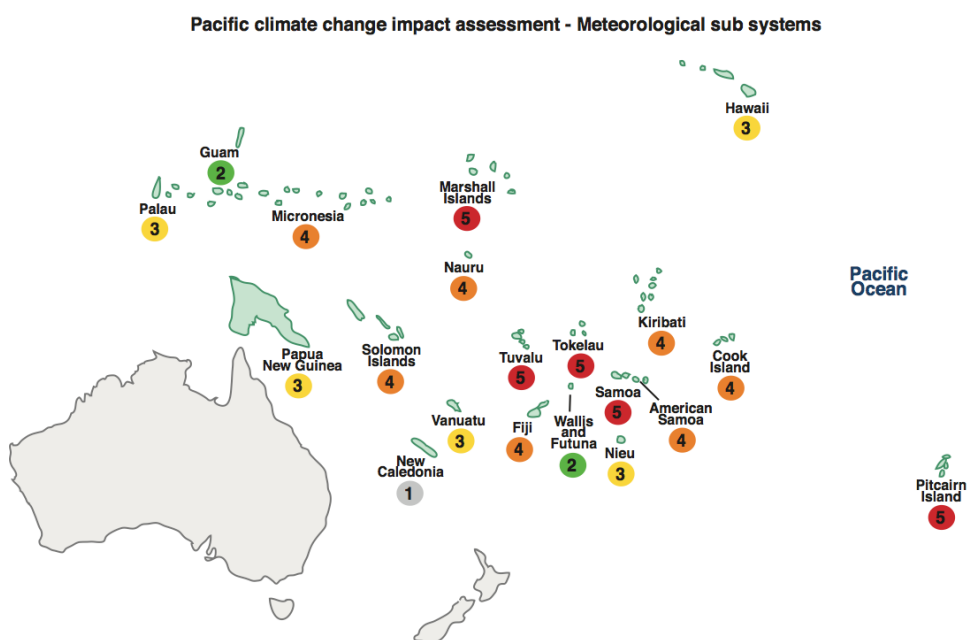 Pacific climate change impact assessment - Meteorological sub systems
Hawaii
3
Guam
2
Palau
3
Micronesia
4
Marshall
Islands
5
Nauru
4
Pacific
Ocean
Kiribati
4
Papua
New Guinea
3
Solomon
Islands
4
Tuvalu
5
Tokelau
5
Cook
Island
4
Samoa
5
American
Samoa
4
Vanuatu
3
Fiji
4
Wallis
and
Futuna
2
Nieu
3
New
Caledonia
1
Pitcairn
Island
5